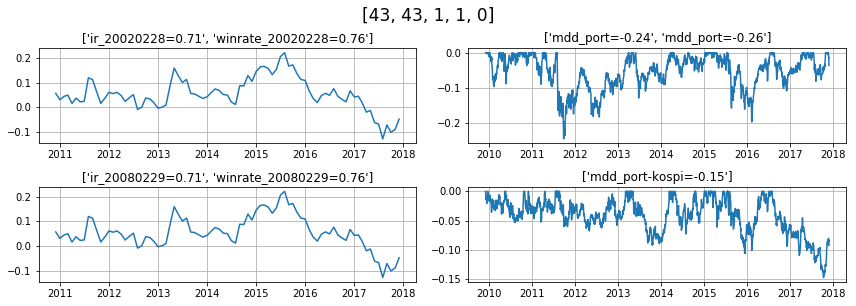 [43, 43, 1, 1, 0]
['ir_20020228=0.71', 'winrate_20020228=0.76']
0.2
0.1
0.0
−0.1
2011 2012 2013 2014 2015 2016 2017 2018
['mdd_port=-0.24', 'mdd_port=-0.26']
0.0
−0.1
−0.2
2010 2011 2012 2013 2014 2015 2016 2017 2018
['ir_20080229=0.71', 'winrate_20080229=0.76']
0.2
0.1
0.0
−0.1
2011 2012 2013 2014 2015 2016 2017 2018
['mdd_port-kospi=-0.15']
0.00
−0.05
−0.10
−0.15
2010 2011 2012 2013 2014 2015 2016 2017 2018